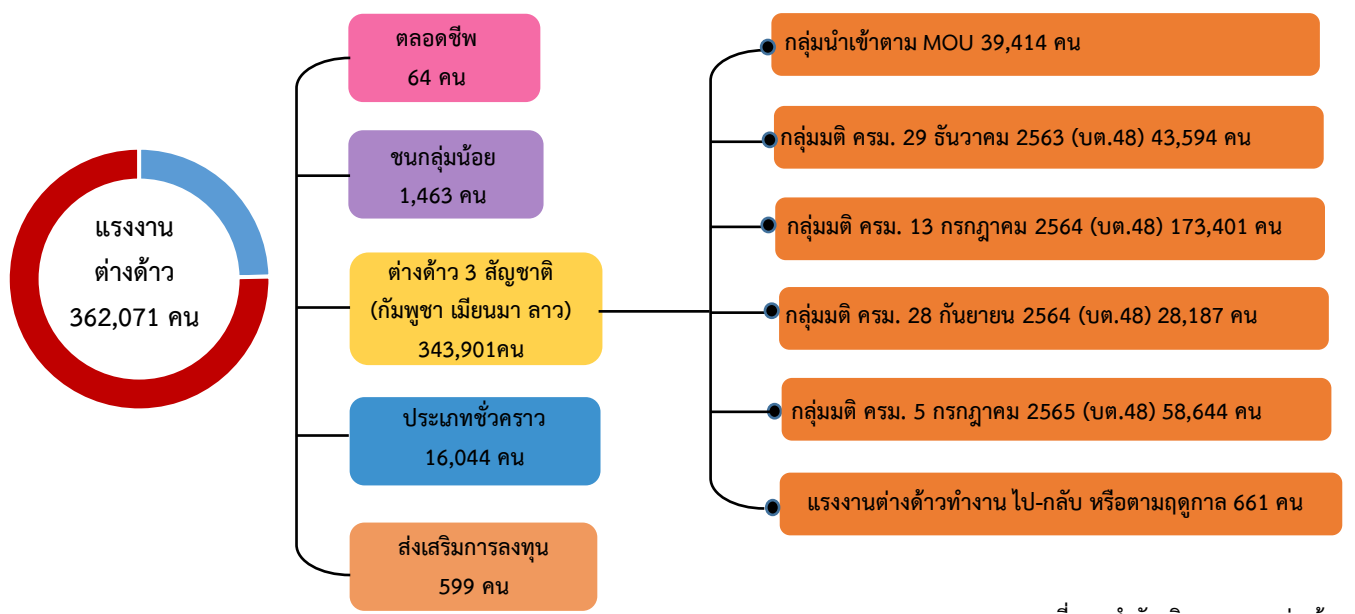 แรงงาน
ต่างด้าว
362,071 คน
ตลอดชีพ
64 คน
ชนกลุ่มน้อย
1,463 คน
ต่างด้าว 3 สัญชาติ
(กัมพูชา เมียนมา ลาว)
343,901คน
ประเภทชั่วคราว
16,044 คน
ส่งเสริมการลงทุน
599 คน
กลุ่มนำเข้าตาม MOU 39,414 คน
กลุ่มมติ ครม. 29 ธันวาคม 2563 (บต.48) 43,594 คน
กลุ่มมติ ครม. 13 กรกฎาคม 2564 (บต.48) 173,401 คน
กลุ่มมติ ครม. 28 กันยายน 2564 (บต.48) 28,187 คน
กลุ่มมติ ครม. 5 กรกฎาคม 2565 (บต.48) 58,644 คน
แรงงานต่างด้าวทำงาน ไป-กลับ หรือตามฤดูกาล 661 คน